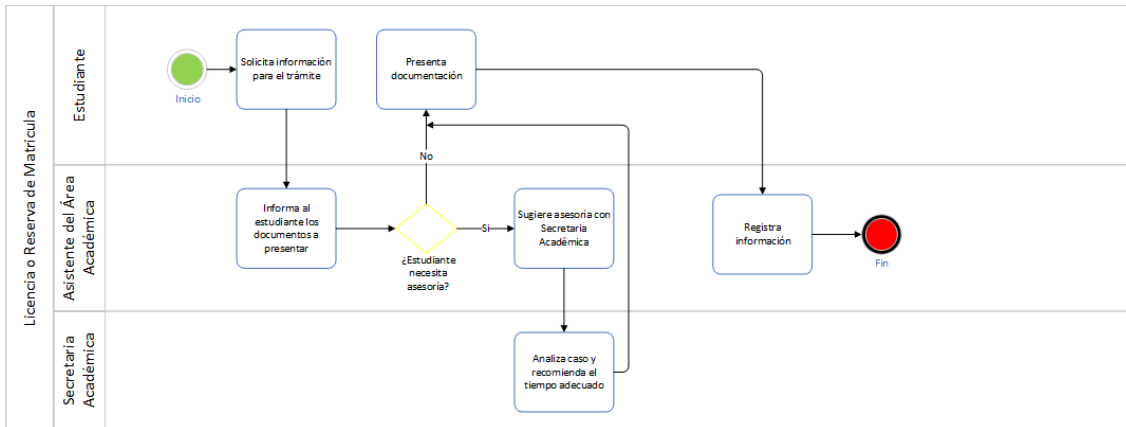 Licencia o Reserva de Matrícula
Estudiante
Inicio
Solicita información
para el trámite
Presenta
documentación
No
Asistente del Área
Académica
Informa al
estudiante los
documentos a
presentar
¿Estudiante
necesita
asesoría?
Si
Sugiere asesoría con
Secretaria
Académica
Registra
información
Fin
Secretaria
Académica
Analiza caso y
recomienda el
tiempo adecuado